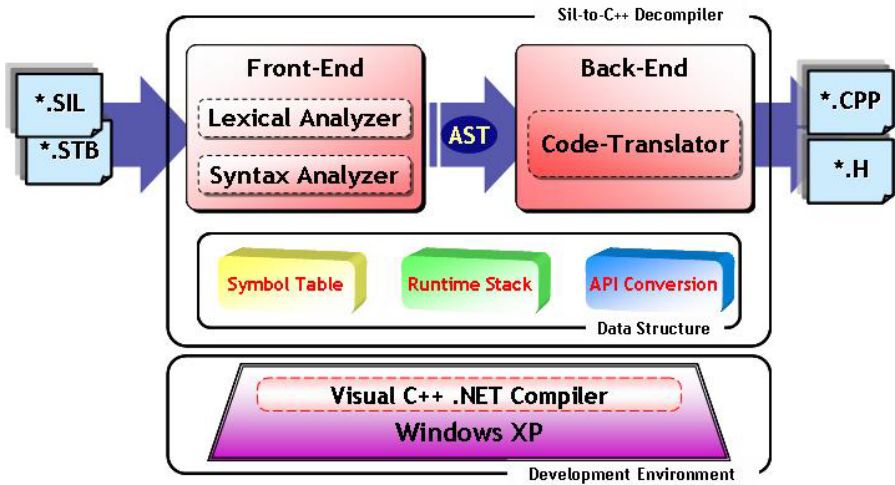 Sil-to-C++ Decompiler
Front-End
Back-End
*.SIL
*.STB
Lexical Analyzer
Syntax Analyzer
AST
Code-Translator
*.CPP
*.H
Symbol Table
Runtime Stack
API Conversion
Data Structure
Visual C++ .NET Compiler
Windows XP
Development Environment